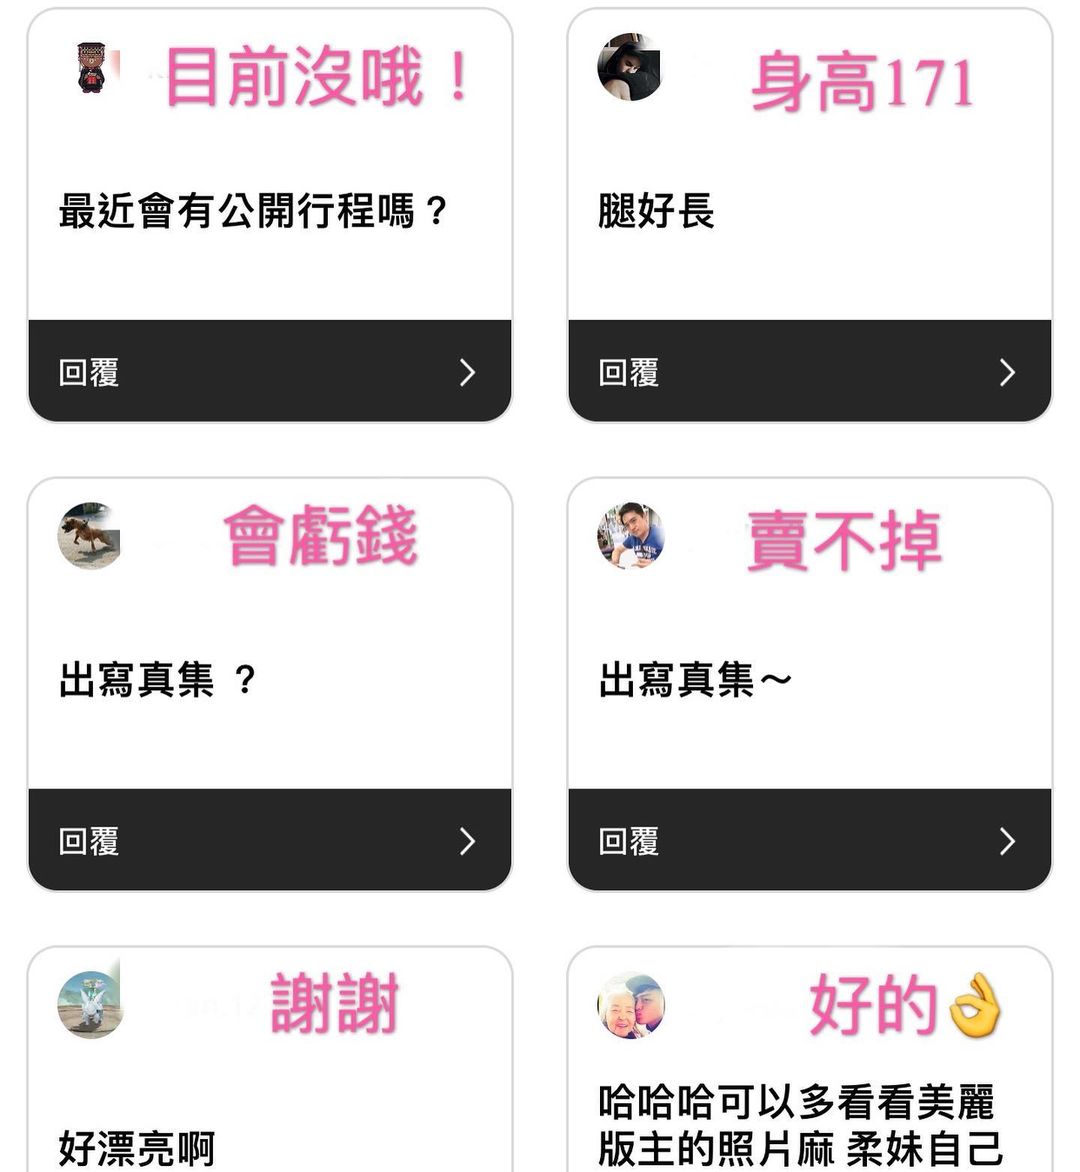 目前沒哦！
最近會有公開行程嗎？
回覆
身高171
腿好長
回覆
會虧錢
出寫真集 ？
回覆
賣不掉
出寫真集～
回覆
謝謝
好漂亮啊
好的👌
哈哈哈可以多看看美麗
版主的照片麻 柔妹自己